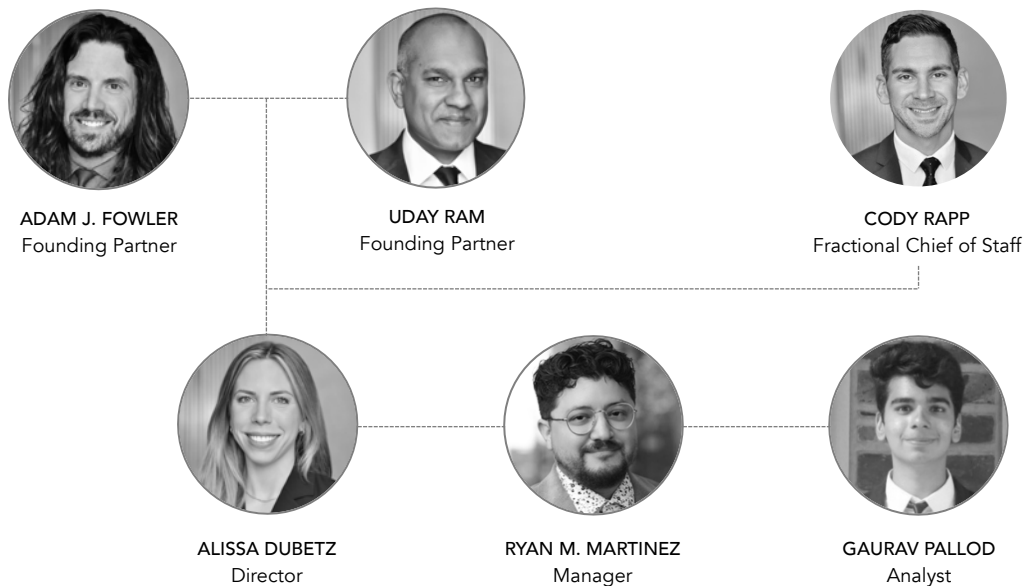 ADAM J. FOWLER
Founding Partner
UDAY RAM
Founding Partner
CODY RAPP
Fractional Chief of Staff
ALISSA DUBETZ
Director
RYAN M. MARTINEZ
Manager
GAURAV PALLOD
Analyst